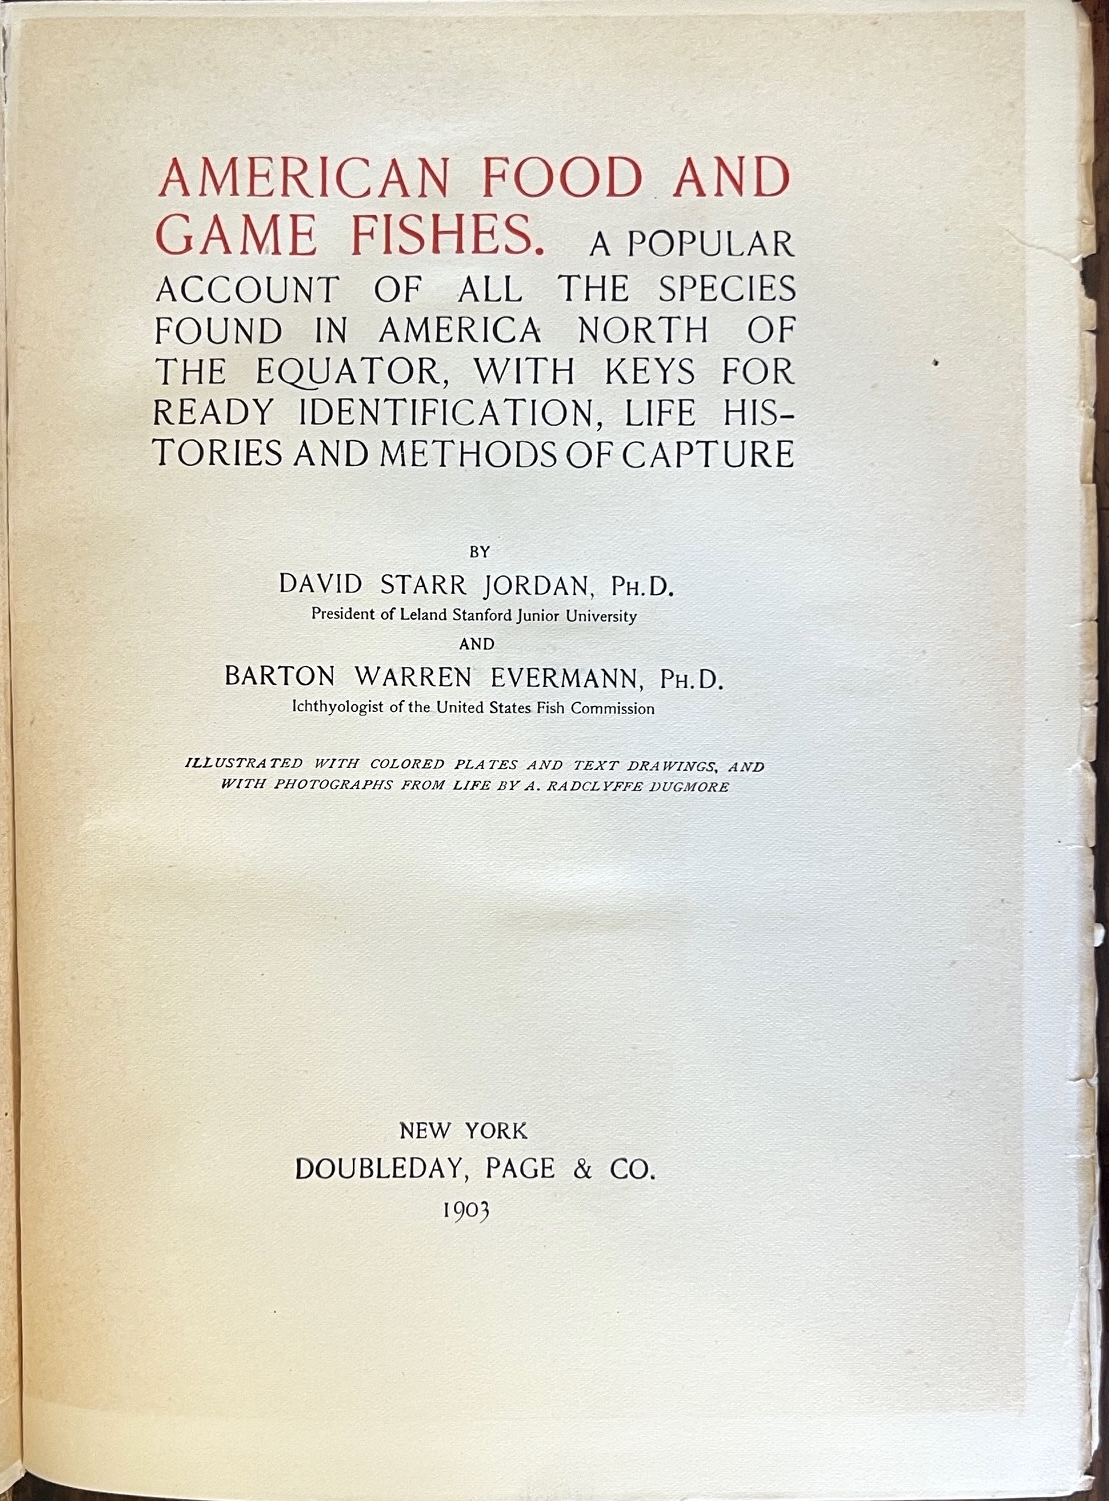 AMERICAN FOOD AND
GAME FISHES. A POPULAR
ACCOUNT OF ALL THE SPECIES
FOUND IN AMERICA NORTH OF
THE EQUATOR, WITH KEYS FOR
READY IDENTIFICATION, LIFE HIS-
TORIES AND METHODS OF CAPTURE
BY
DAVID STARR JORDAN, PH.D.
President of Leland Stanford Junior University
AND
BARTON WARREN EVERMANN, PH.D.
Ichthyologist of the United States Fish Commission
ILLUSTRATED WITH COLORED PLATES AND TEXT DRAWINGS, AND
WITH PHOTOGRAPHS FROM LIFE BY A. RADCLYFFE DUGMORE
NEW YORK
DOUBLEDAY, PAGE & CO.
1903